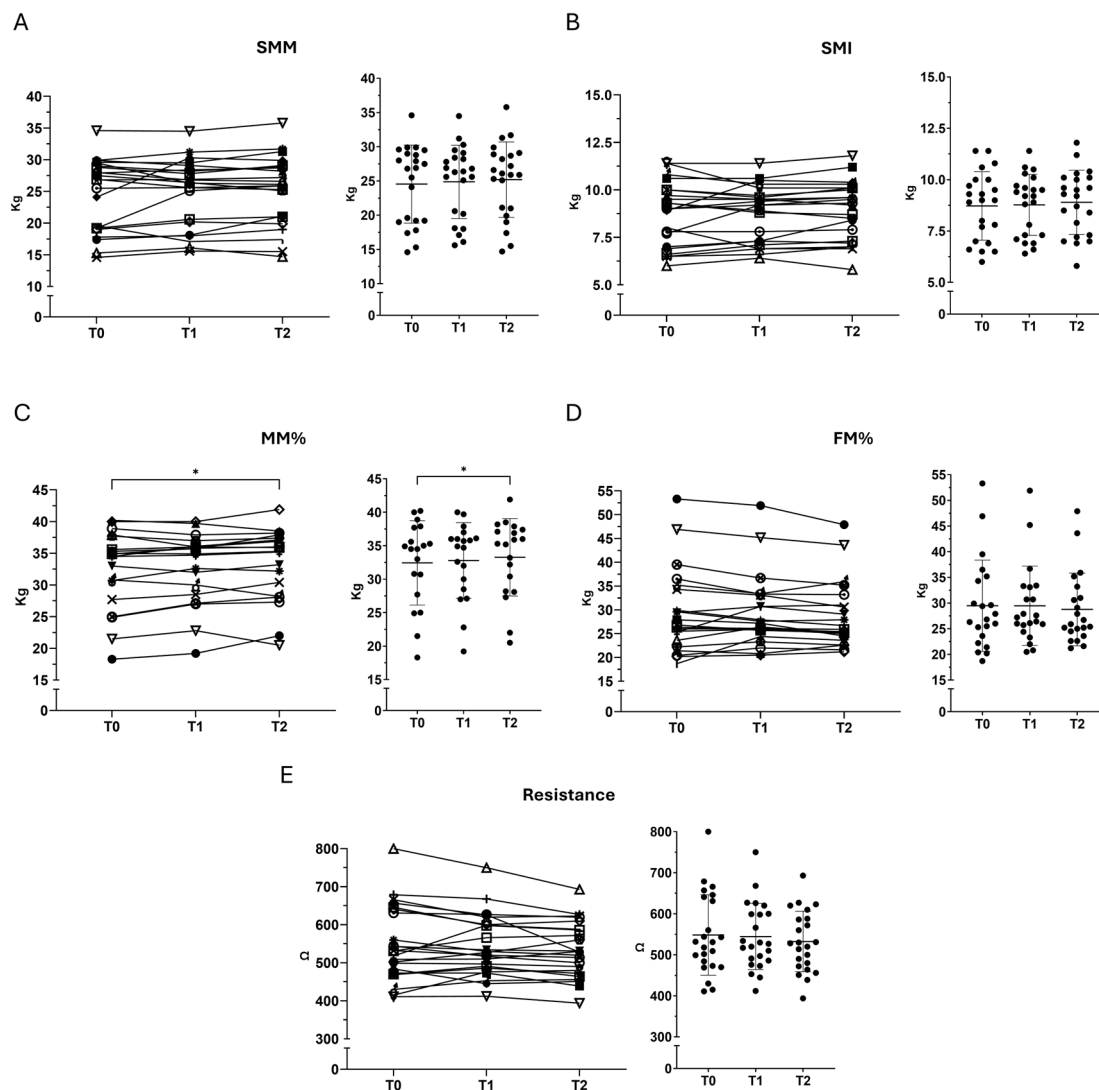 A
SMM
40
35
30
25
20
15
10
0
Kg
T0 T1 T2
40
35
30
25
20
15
10
0
Kg
T0 T1 T2
B
SMI
15.0
12.5
10.0
7.5
5.0
0
Kg
T0 T1 T2
15.0
12.5
10.0
7.5
5.0
0
Kg
T0 T1 T2
C
MM%
*
45
40
35
30
25
20
15
0
Kg
T0 T1 T2
*
45
40
35
30
25
20
15
0
Kg
T0 T1 T2
D
FM%
55
50
45
40
35
30
25
20
15
0
Kg
T0 T1 T2
55
50
45
40
35
30
25
20
15
0
Kg
T0 T1 T2
E
Resistance
800
700
600
500
400
300
0
Ω
T0 T1 T2
800
700
600
500
400
300
0
Ω
T0 T1 T2